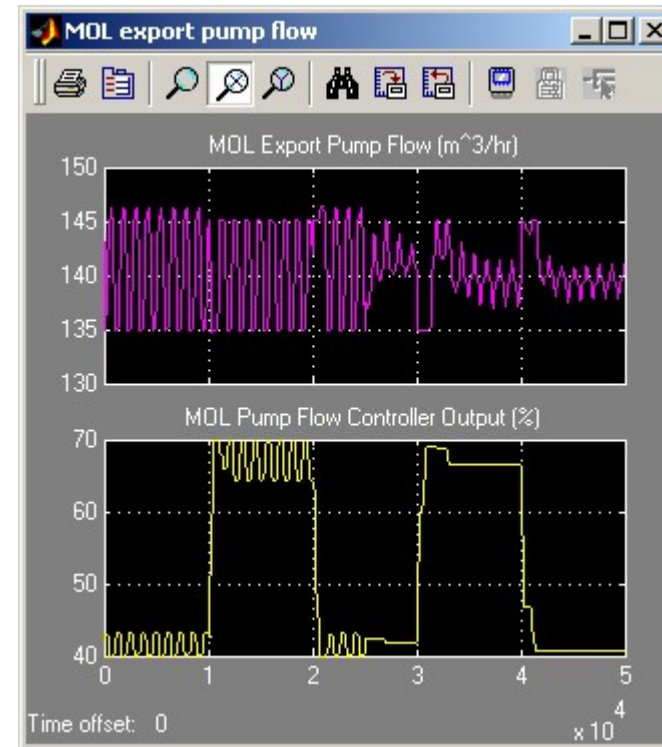 MOL export pump flow
MOL Export Pump Flow (m^3/hr)
150
145
140
135
130
MOL Pump Flow Controller Output (%)
70
60
50
40
0 1 2 3 4 5
Time offset: 0
x 10^4